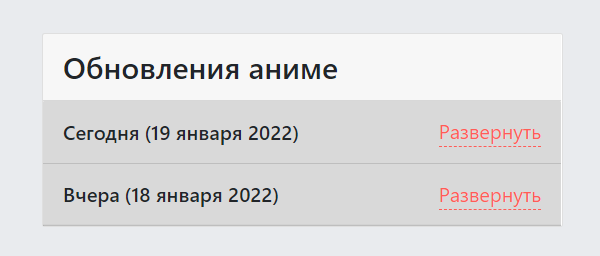 Обновления аниме
Сегодня (19 января 2022) Развернуть
Вчера (18 января 2022) Развернуть